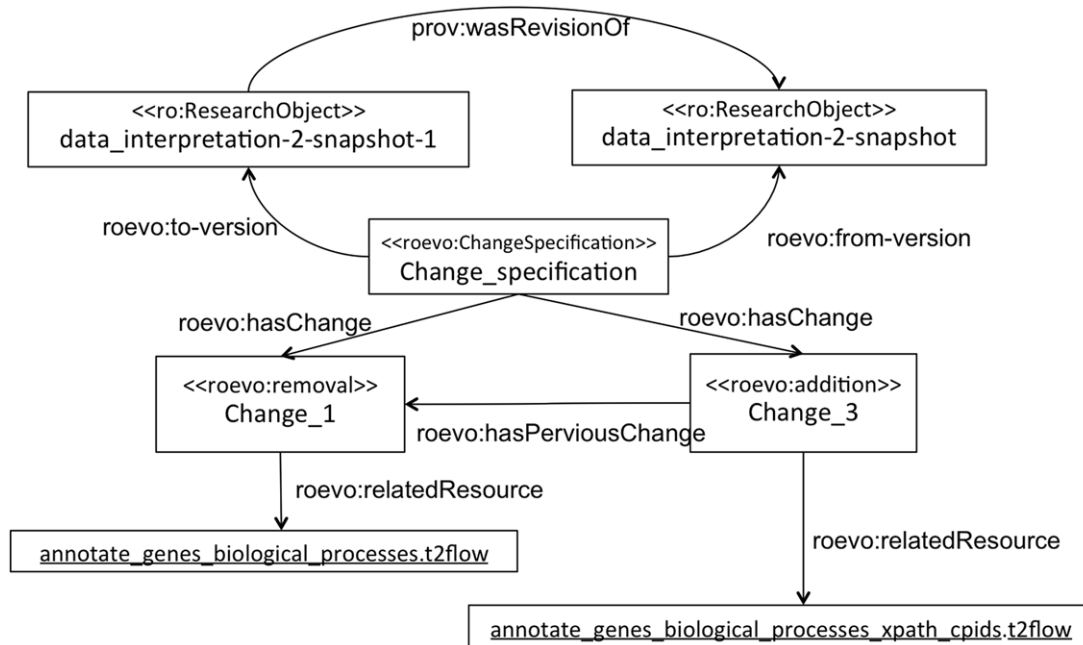 prov:wasRevisionOf
<<ro:ResearchObject>>
data_interpretation-2-snapshot-1
<<ro:ResearchObject>>
data_interpretation-2-snapshot
roevo:to-version
<<roevo:ChangeSpecification>>
Change_specification
roevo:from-version
roevo:hasChange
roevo:hasChange
<<roevo:removal>>
Change_1
<<roevo:addition>>
Change_3
roevo:hasPerviousChange
roevo:relatedResource
annotate_genes_biological_processes.t2flow
roevo:relatedResource
annotate_genes_biological_processes_xpath_cpids.t2flow